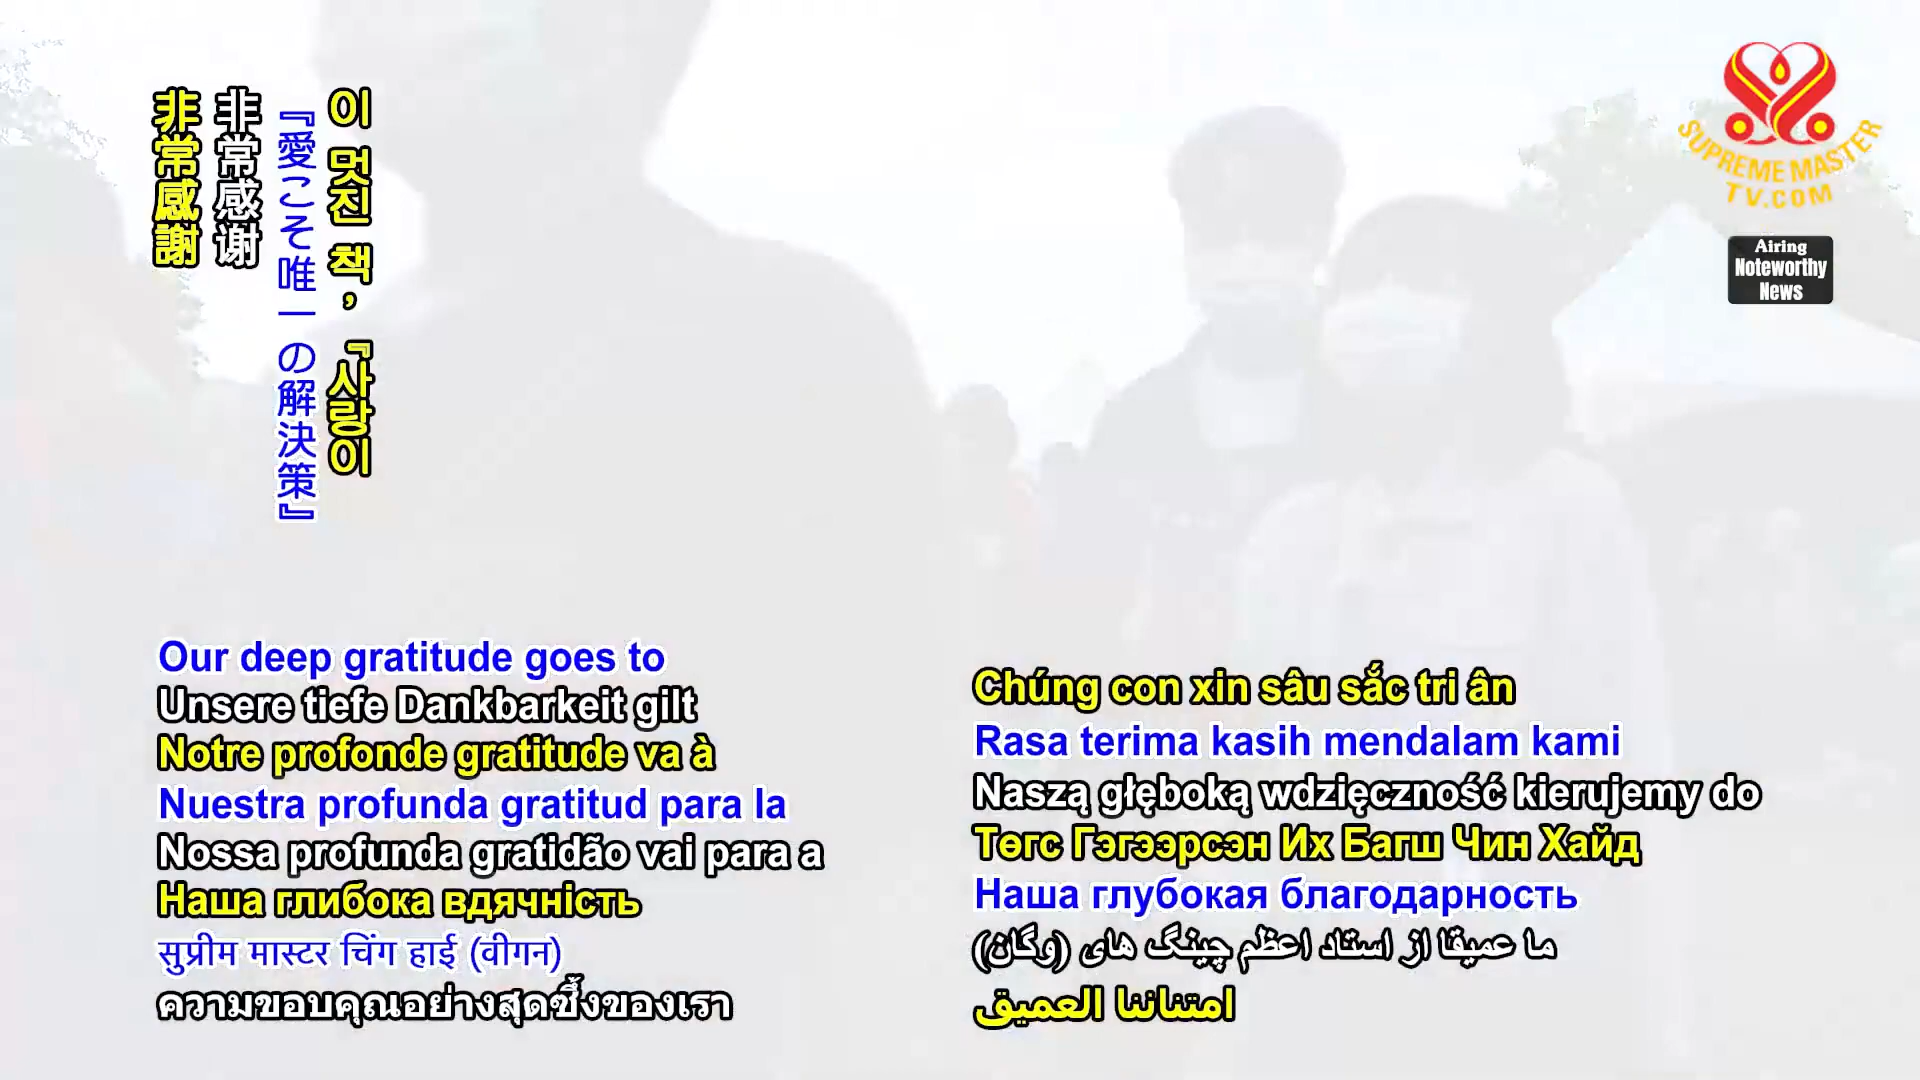 非常感謝
非常感谢
『愛こそ唯一の解決策』
이 멋진 책, 『사랑이
SUPREME MASTER
TV.COM
Airing
Noteworthy
News
Our deep gratitude goes to
Unsere tiefe Dankbarkeit gilt
Notre profonde gratitude va à
Nuestra profunda gratitud para la
Nossa profunda gratidão vai para a
Наша глибока вдячність
सुप्रीम मास्टर चिंग हाई (वीगन)
ความขอบคุณอย่างสุดซึ้งของเรา
Chúng con xin sâu sắc tri ân
Rasa terima kasih mendalam kami
Naszą głęboką wdzięczność kierujemy do
Төгс Гэгээрсэн Их Багш Чин Хайд
Наша глубокая благодарность
ما عمیقا از استاد اعظم چینگ های (وگان)
امتناننا العميق